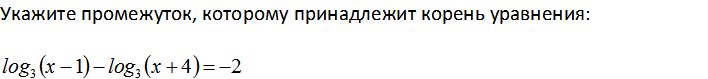 Укажите промежуток, которому принадлежит корень уравнения:
log₃(x−1)−log₃(x+4)=−2